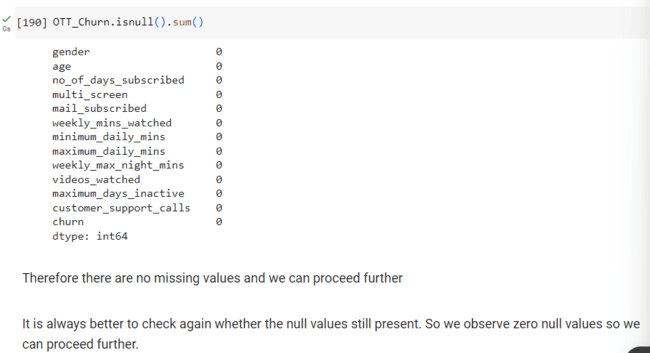 [190] OTT_Churn.isnull().sum()
0s
gender 0
age 0
no_of_days_subscribed 0
multi_screen 0
mail_subscribed 0
weekly_mins_watched 0
minimum_daily_mins 0
maximum_daily_mins 0
weekly_max_night_mins 0
videos_watched 0
maximum_days_inactive 0
customer_support_calls 0
churn 0
dtype: int64
Therefore there are no missing values and we can proceed further
It is always better to check again whether the null values still present. So we observe zero null values so we
can proceed further.